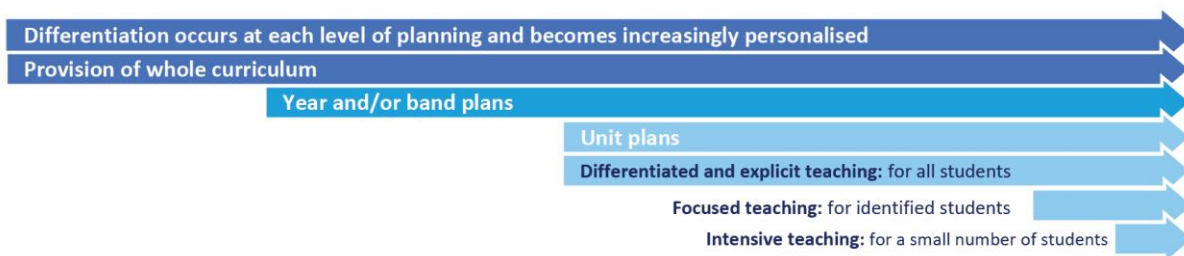 Differentiation occurs at each level of planning and becomes increasingly personalised
Provision of whole curriculum
Year and/or band plans
Unit plans
Differentiated and explicit teaching: for all students
Focused teaching: for identified students
Intensive teaching: for a small number of students